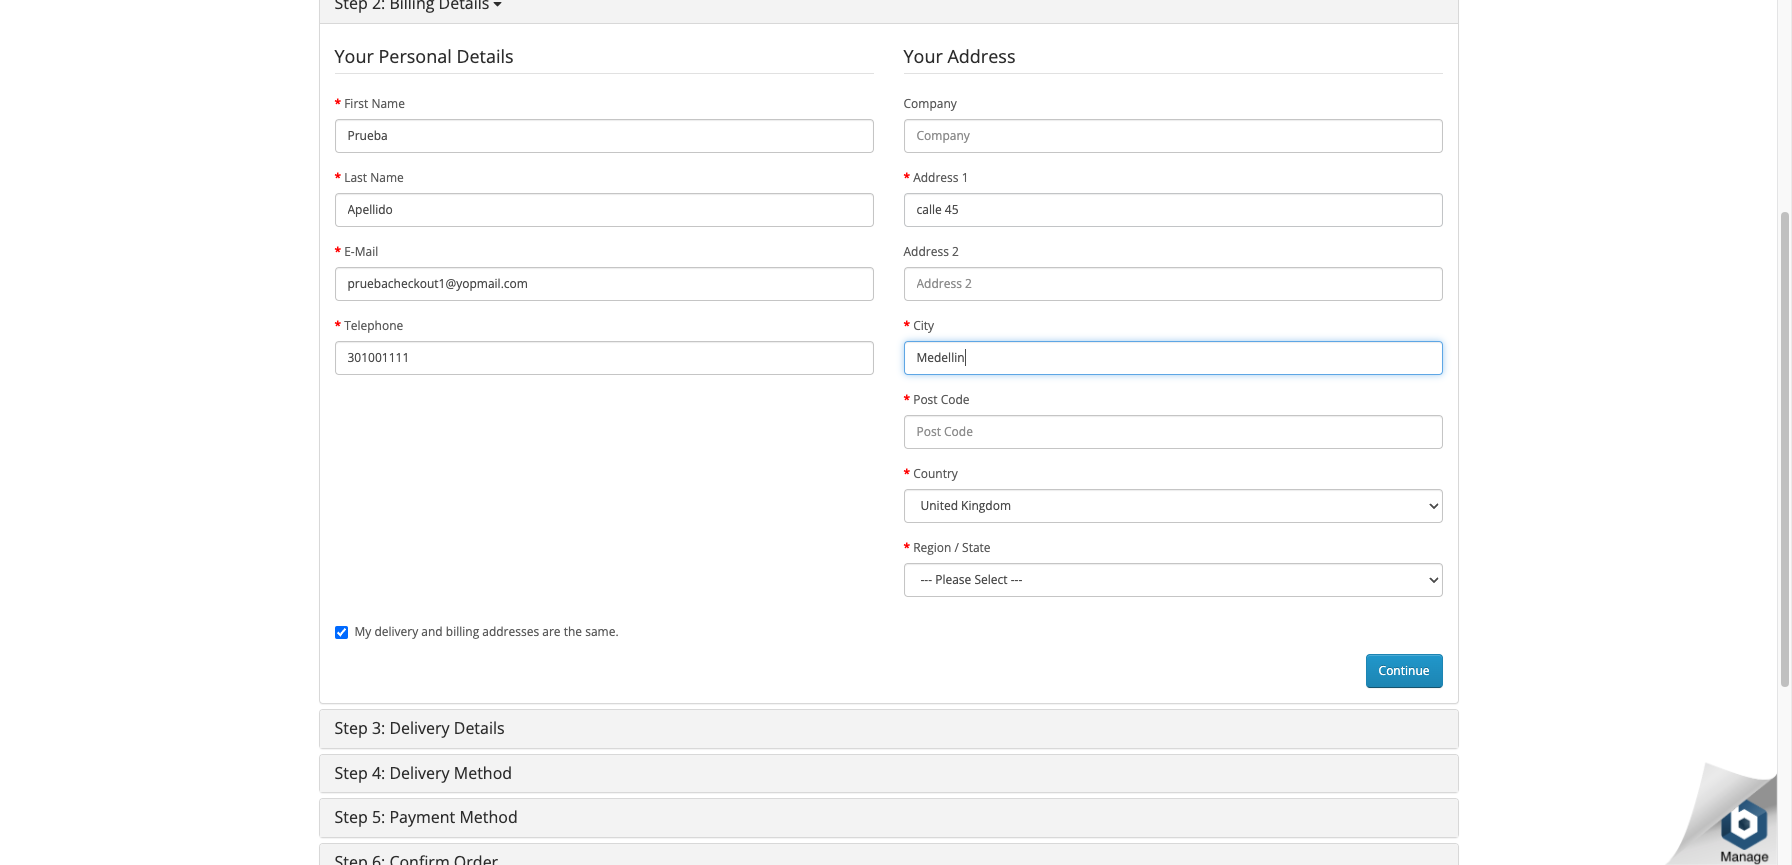 Step 2: Billing Details
Your Personal Details
* First Name
Prueba
* Last Name
Apellido
* E-Mail
pruebacheckout1@yopmail.com
* Telephone
301001111
Your Address
Company
Company
* Address 1
calle 45
Address 2
Address 2
* City
Medellin
* Post Code
Post Code
* Country
United Kingdom
* Region / State
--- Please Select ---
My delivery and billing addresses are the same.
Continue
Step 3: Delivery Details
Step 4: Delivery Method
Step 5: Payment Method
Step 6: Confirm Order
b
Manage